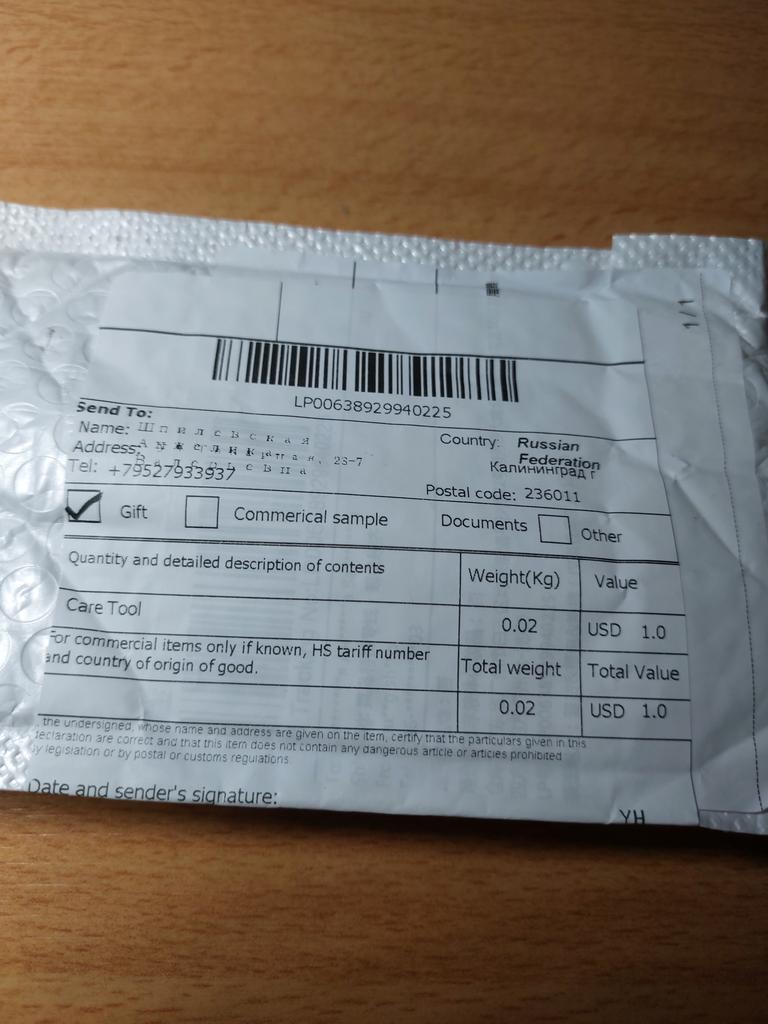 1/1
LP00638929940225
Send To:
Name: Шпилевская
Country: Russian
Federation
Address: 28-7
Калининград г
Tel: +79527933937
Postal code: 236011
Gift Commerical sample Documents Other
Quantity and detailed description of contents Weight(Kg) Value
Care Tool 0.02 USD 1.0
For commercial items only if known, HS tariff number
and country of origin of good. Total weight Total Value
0.02 USD 1.0
, the undersigned, whose name and address are given on the item, certify that the particulars given in this
declaration are correct and that this item does not contain any dangerous article or articles prohibited
by legislation or by postal or customs regulations
Date and sender's signature:
YH